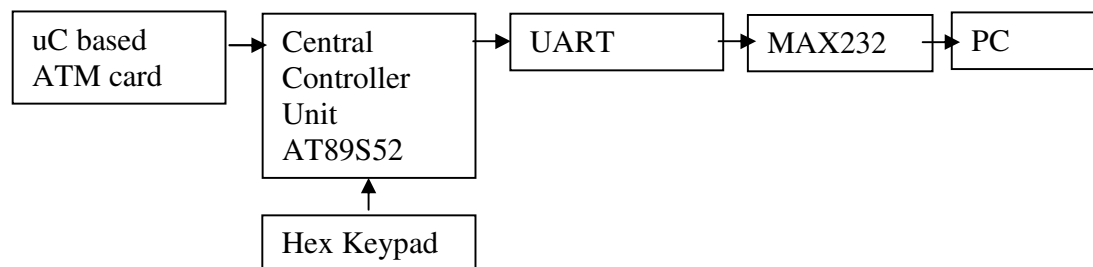 uC based
ATM card
Central
Controller
Unit
AT89S52
UART
MAX232
PC
Hex Keypad